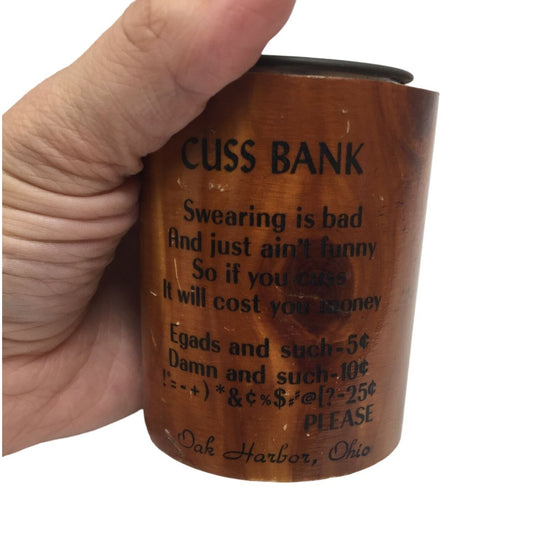 CUSS BANK
Swearing is bad
And just ain't funny
So if you cuss
It will cost you money
Egads and such-5¢
Damn and such-10¢
!'=-+)*&¢%$#@[?-25¢
PLEASE
Oak Harbor, Ohio